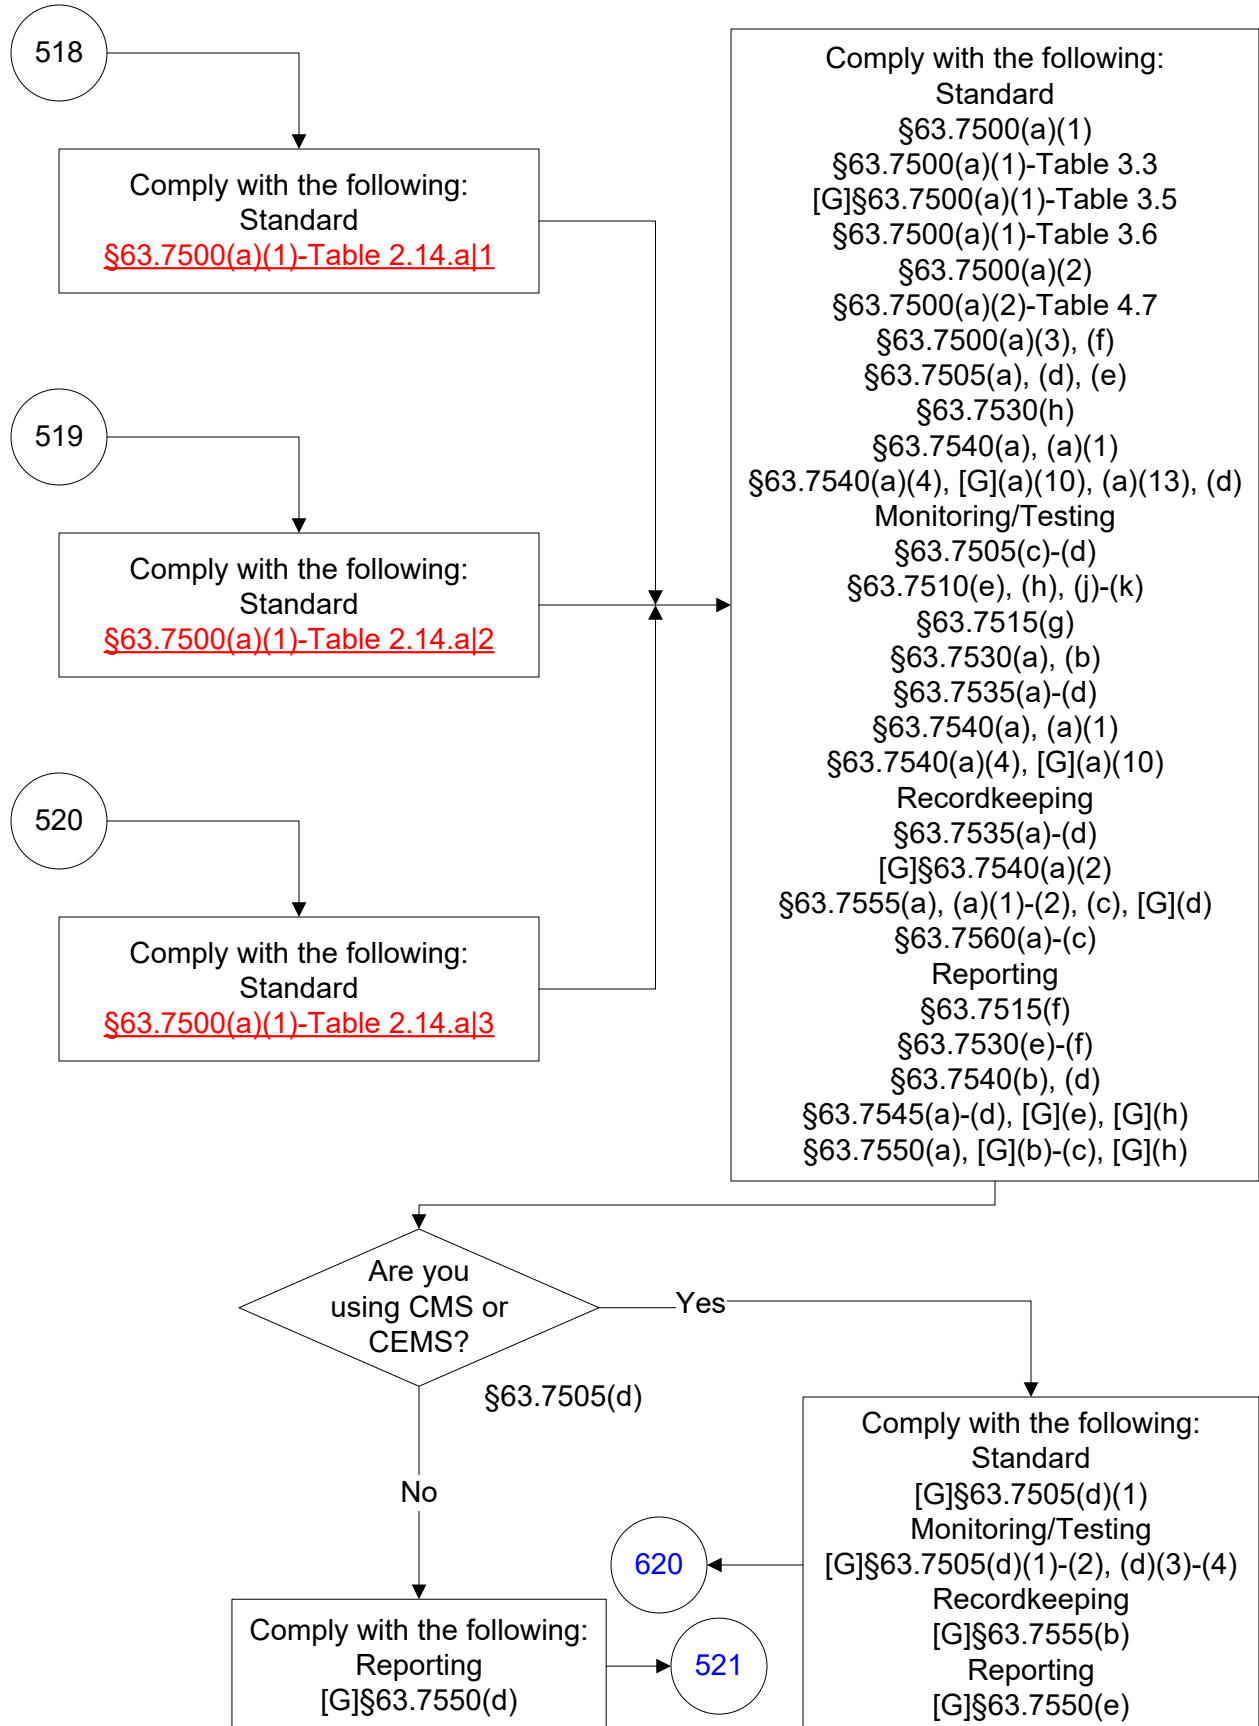 518
Comply with the following:
Standard
§63.7500(a)(1)-Table 2.14.a|1
519
Comply with the following:
Standard
§63.7500(a)(1)-Table 2.14.a|2
520
Comply with the following:
Standard
§63.7500(a)(1)-Table 2.14.a|3
Comply with the following:
Standard
§63.7500(a)(1)
§63.7500(a)(1)-Table 3.3
[G]§63.7500(a)(1)-Table 3.5
§63.7500(a)(1)-Table 3.6
§63.7500(a)(2)
§63.7500(a)(2)-Table 4.7
§63.7500(a)(3), (f)
§63.7505(a), (d), (e)
§63.7530(h)
§63.7540(a), (a)(1)
§63.7540(a)(4), [G](a)(10), (a)(13), (d)
Monitoring/Testing
§63.7505(c)-(d)
§63.7510(e), (h), (j)-(k)
§63.7515(g)
§63.7530(a), (b)
§63.7535(a)-(d)
§63.7540(a), (a)(1)
§63.7540(a)(4), [G](a)(10)
Recordkeeping
§63.7535(a)-(d)
[G]§63.7540(a)(2)
§63.7555(a), (a)(1)-(2), (c), [G](d)
§63.7560(a)-(c)
Reporting
§63.7515(f)
§63.7530(e)-(f)
§63.7540(b), (d)
§63.7545(a)-(d), [G](e), [G](h)
§63.7550(a), [G](b)-(c), [G](h)
Are you
using CMS or
CEMS?
§63.7505(d)
Yes
No
Comply with the following:
Standard
[G]§63.7505(d)(1)
Monitoring/Testing
[G]§63.7505(d)(1)-(2), (d)(3)-(4)
Recordkeeping
[G]§63.7555(b)
Reporting
[G]§63.7550(e)
620
Comply with the following:
Reporting
[G]§63.7550(d)
521